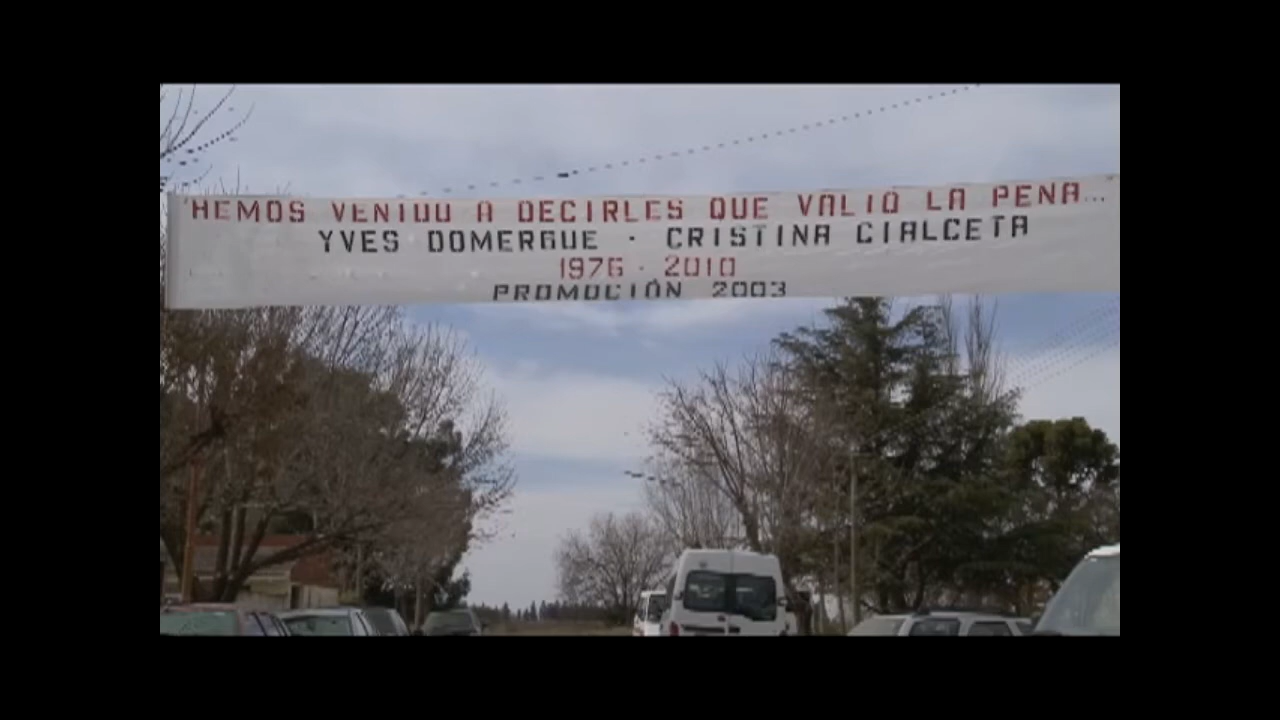 "HEMOS VENIDO A DECIRLES QUE VALIÓ LA PENA...
YVES DOMERGUE - CRISTINA CIALCETA
1976 - 2010
PROMOCIÓN 2003